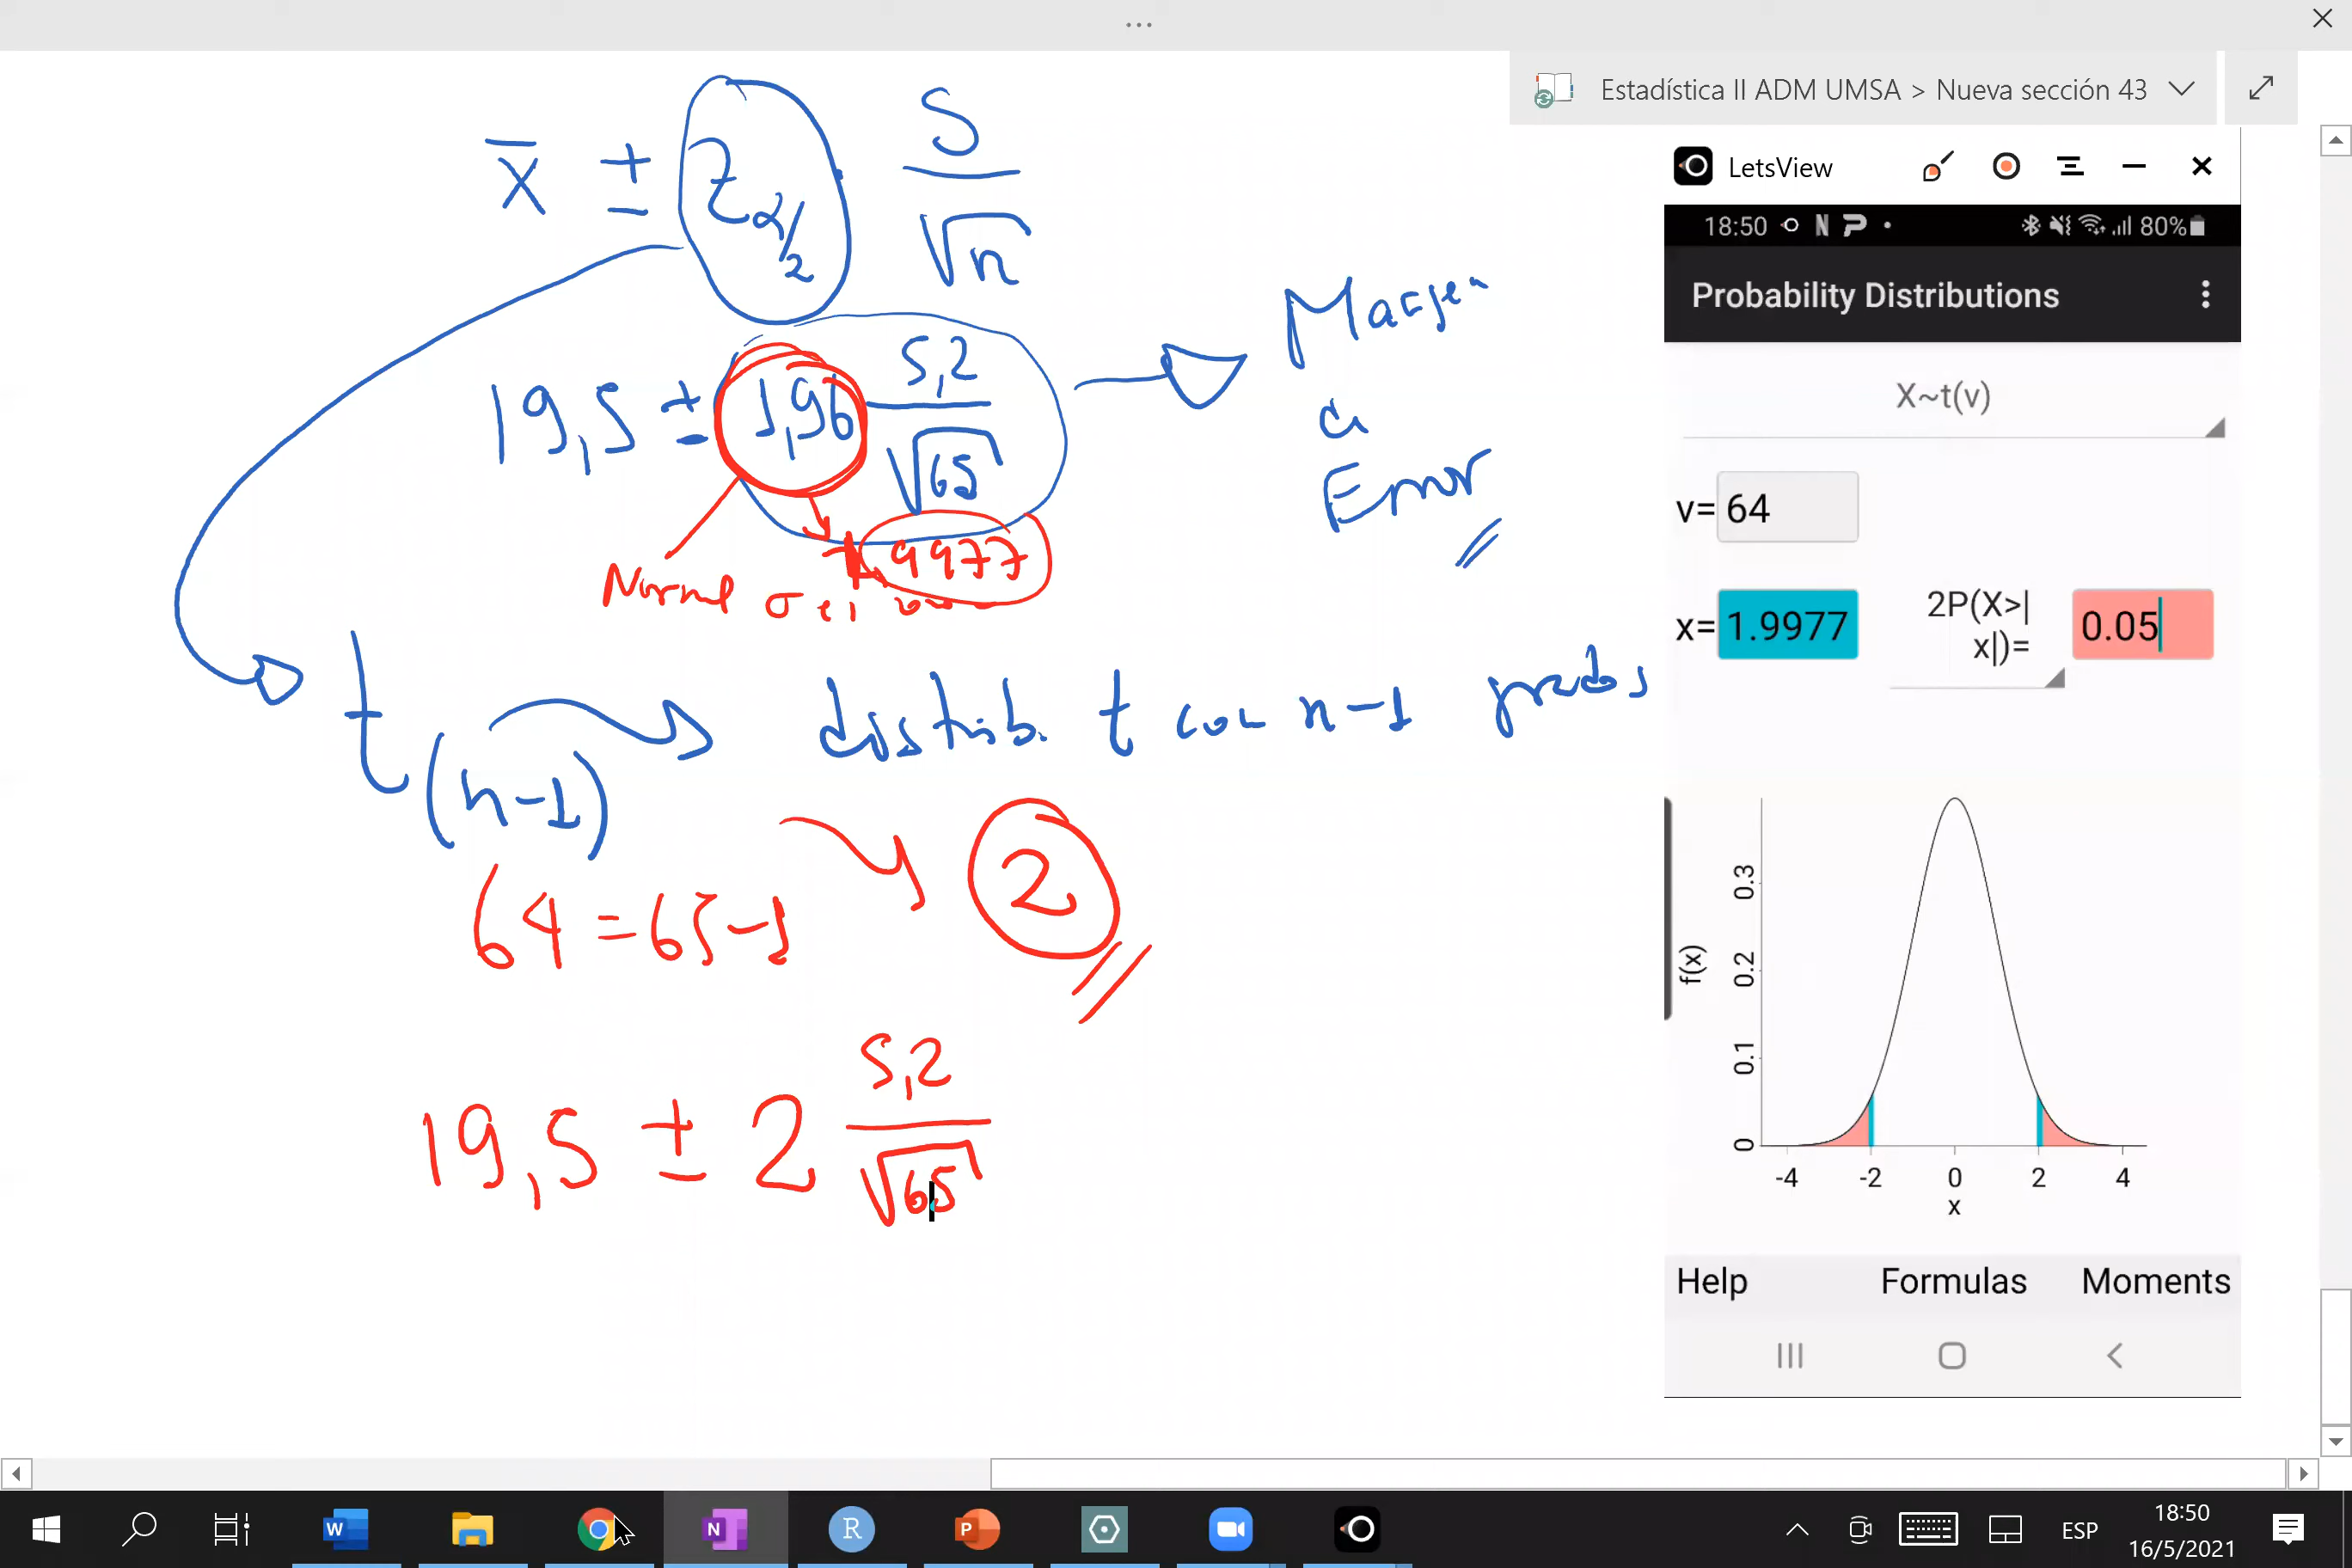 ...
Estadística II ADM UMSA > Nueva sección 43
x̄ ± Zα/2 S/√n
19,5 ± 1,96 5,2/√65
Margen
de
Error
1,9977
Normal
t(n-1)
distrib. t con n-1 grados
64 = 65-1
2
19,5 ± 2 5,2/√65
LetsView
18:50 80%
Probability Distributions
X~t(v)
v= 64
x= 1.9977 2P(X>|x|)= 0.05
f(x)
0.3
0.2
0.1
0
-4 -2 0 2 4
x
Help Formulas Moments
ESP
18:50
16/5/2021